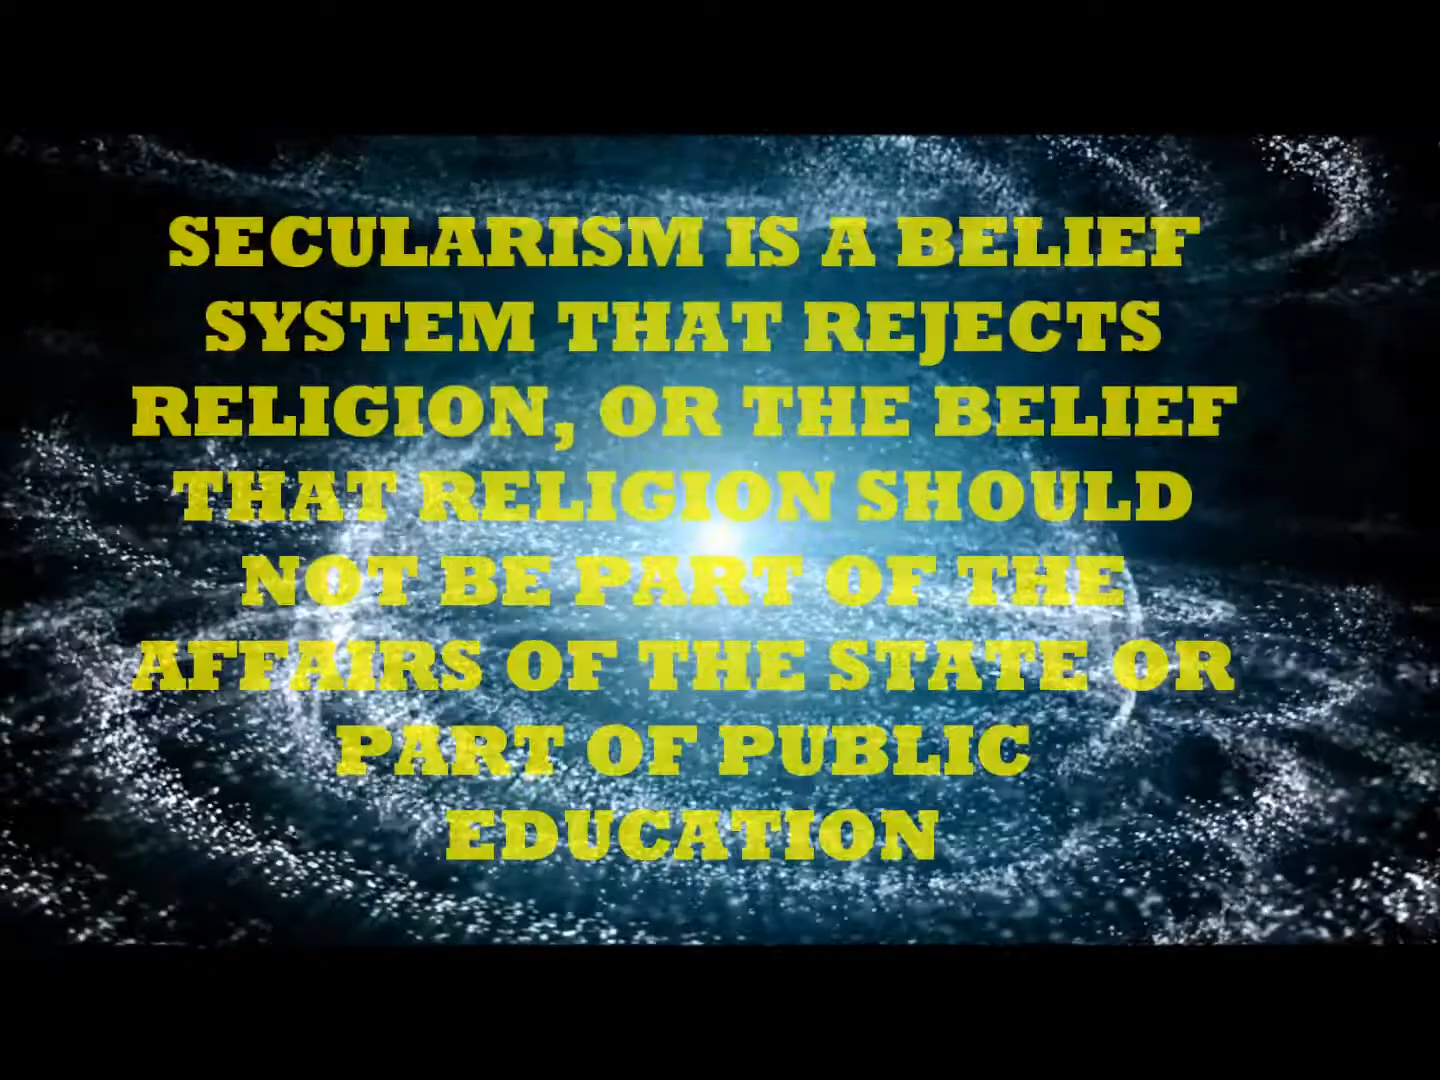 SECULARISM IS A BELIEF
SYSTEM THAT REJECTS
RELIGION, OR THE BELIEF
THAT RELIGION SHOULD
NOT BE PART OF THE
AFFAIRS OF THE STATE OR
PART OF PUBLIC
EDUCATION